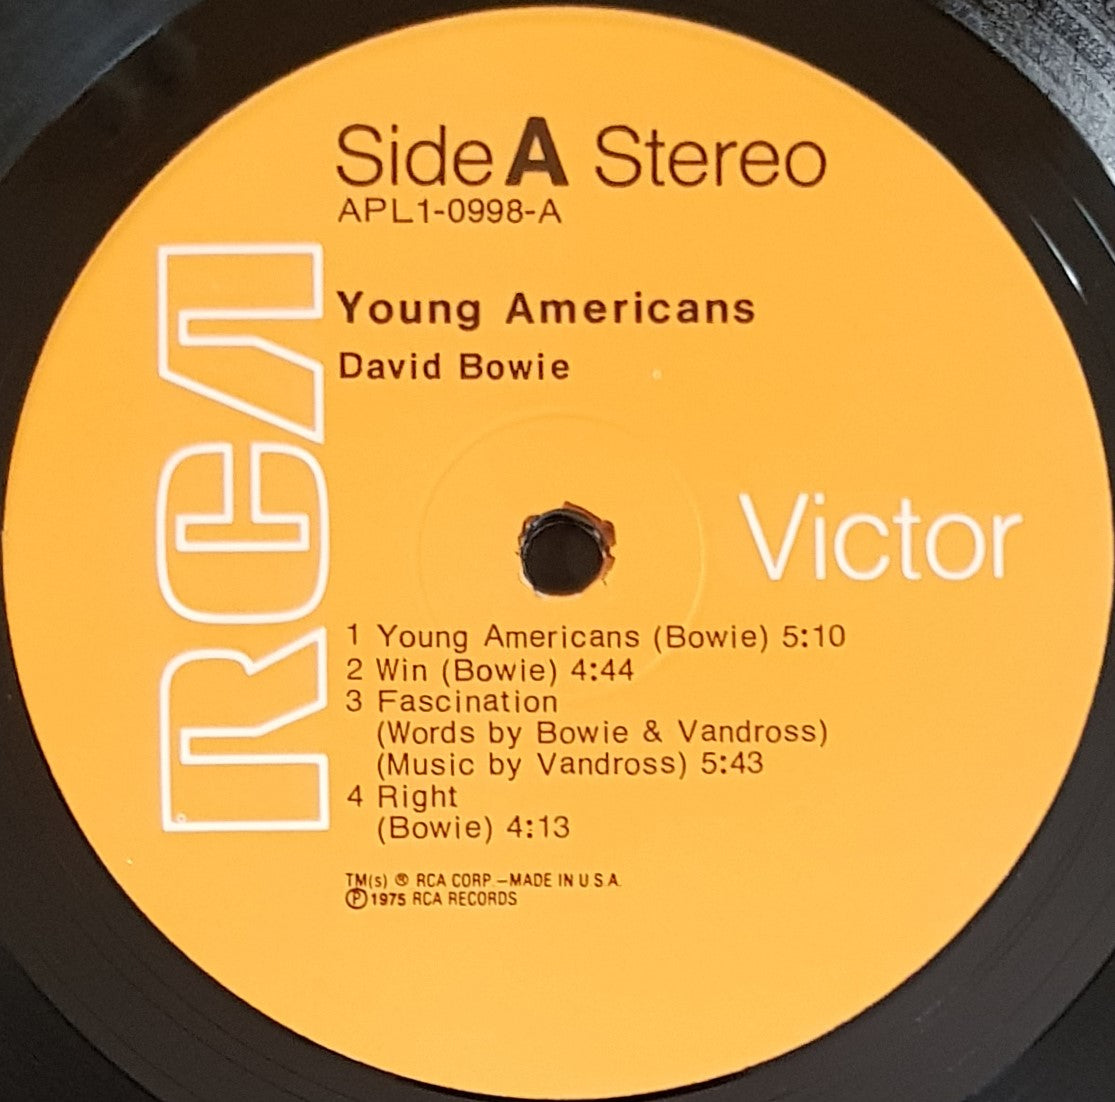 Side A Stereo
APL1-0998-A
Young Americans
David Bowie
RCA
Victor
1 Young Americans (Bowie) 5:10
2 Win (Bowie) 4:44
3 Fascination
(Words by Bowie & Vandross)
(Music by Vandross) 5:43
4 Right
(Bowie) 4:13
TM(s) ® RCA CORP.–MADE IN U.S.A.
℗ 1975 RCA RECORDS